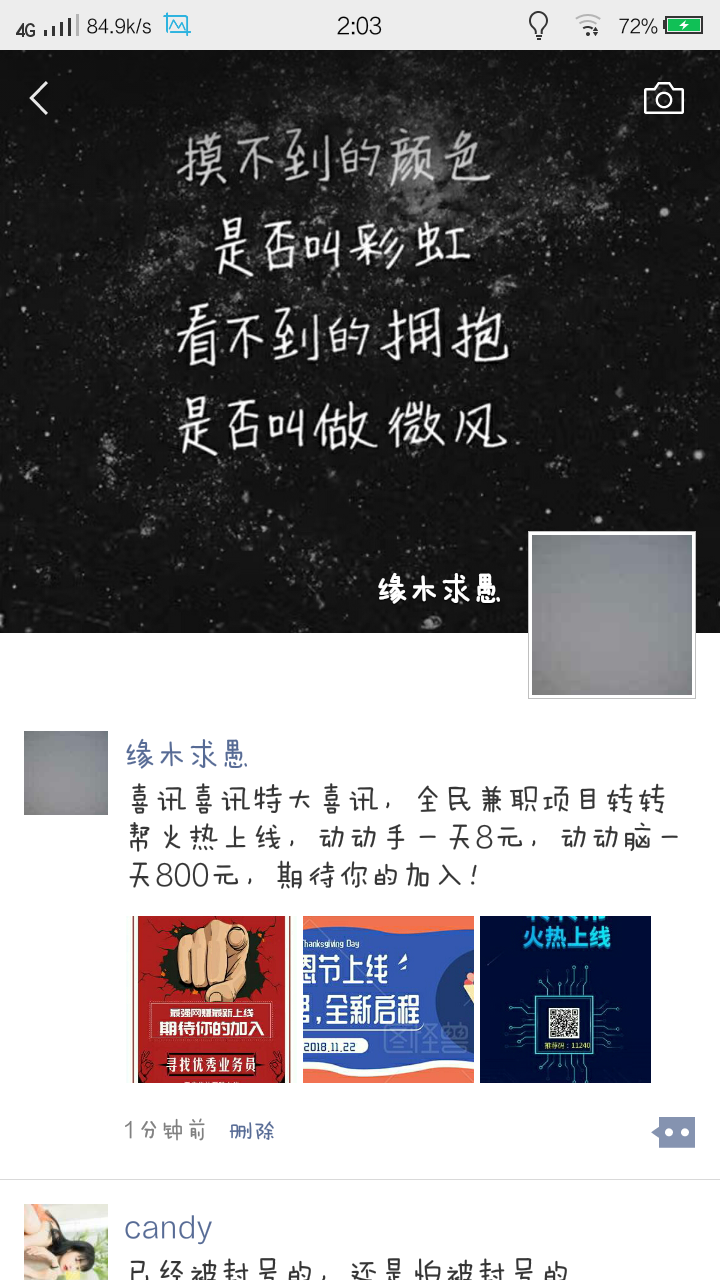 4G 84.9k/s 2:03 72%
摸不到的颜色
是否叫彩虹
看不到的拥抱
是否叫做微风
缘木求愚
缘木求愚
喜讯喜讯特大喜讯，全民兼职项目转转
帮火热上线，动动手一天8元，动动脑一
天800元，期待你的加入！
最强网赚最新上线
期待你的加入
寻找优秀业务员
Thanksgiving Day
恩节上线
,全新启程
2018.11.22
图怪兽
火热上线
推荐码：11240
1分钟前 删除
candy
已经被封号的，还是怕被封号的